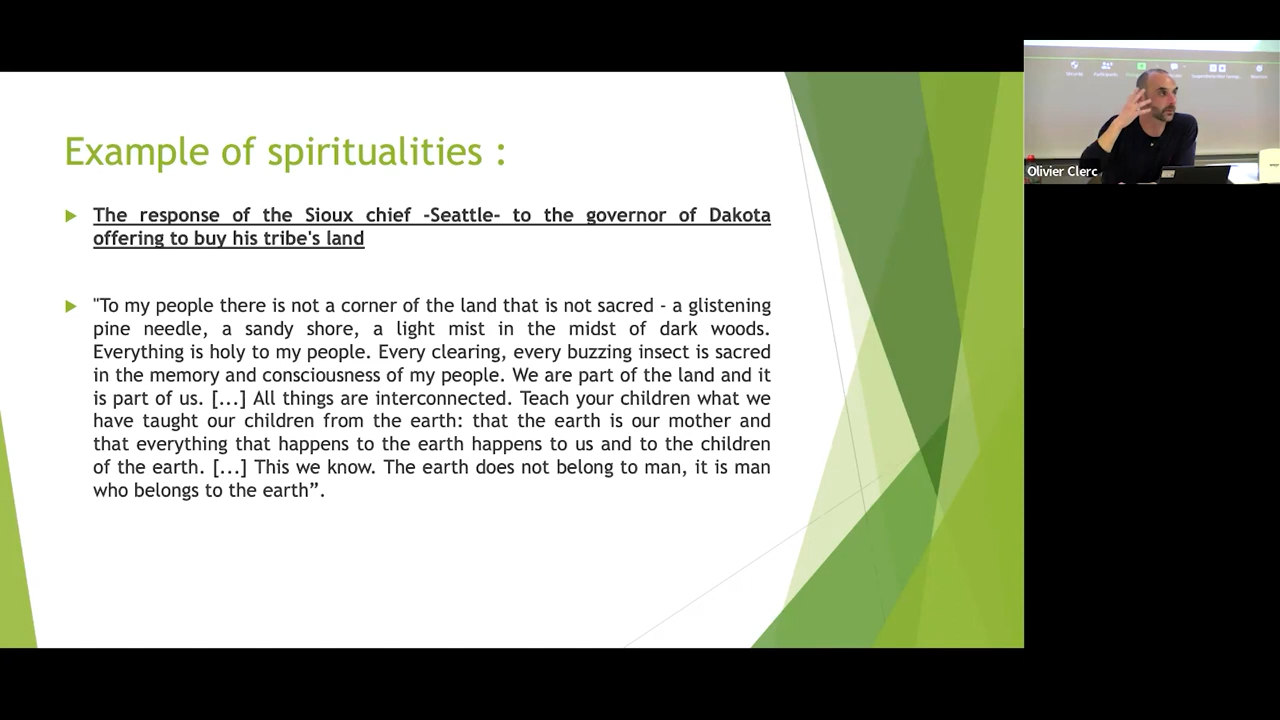 Example of spiritualities :
The response of the Sioux chief -Seattle- to the governor of Dakota
offering to buy his tribe's land
"To my people there is not a corner of the land that is not sacred - a glistening
pine needle, a sandy shore, a light mist in the midst of dark woods.
Everything is holy to my people. Every clearing, every buzzing insect is sacred
in the memory and consciousness of my people. We are part of the land and it
is part of us. [...] All things are interconnected. Teach your children what we
have taught our children from the earth: that the earth is our mother and
that everything that happens to the earth happens to us and to the children
of the earth. [...] This we know. The earth does not belong to man, it is man
who belongs to the earth”.
Olivier Clerc